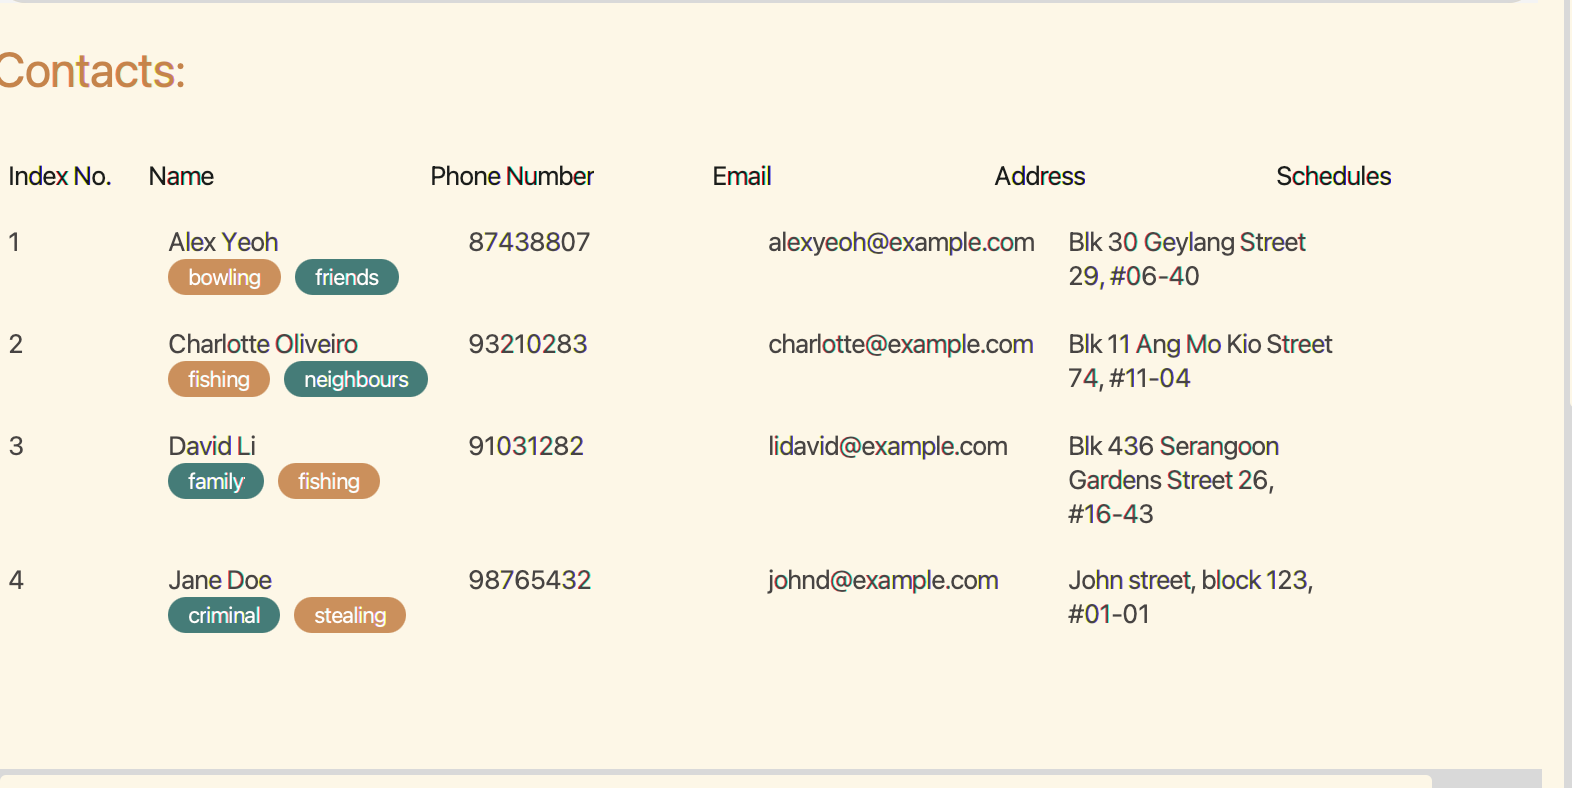 Contacts:
Index No. Name Phone Number Email Address Schedules
1 Alex Yeoh 87438807 alexyeoh@example.com Blk 30 Geylang Street
bowling friends 29, #06-40
2 Charlotte Oliveiro 93210283 charlotte@example.com Blk 11 Ang Mo Kio Street
fishing neighbours 74, #11-04
3 David Li 91031282 lidavid@example.com Blk 436 Serangoon
family fishing Gardens Street 26,
#16-43
4 Jane Doe 98765432 johnd@example.com John street, block 123,
criminal stealing #01-01